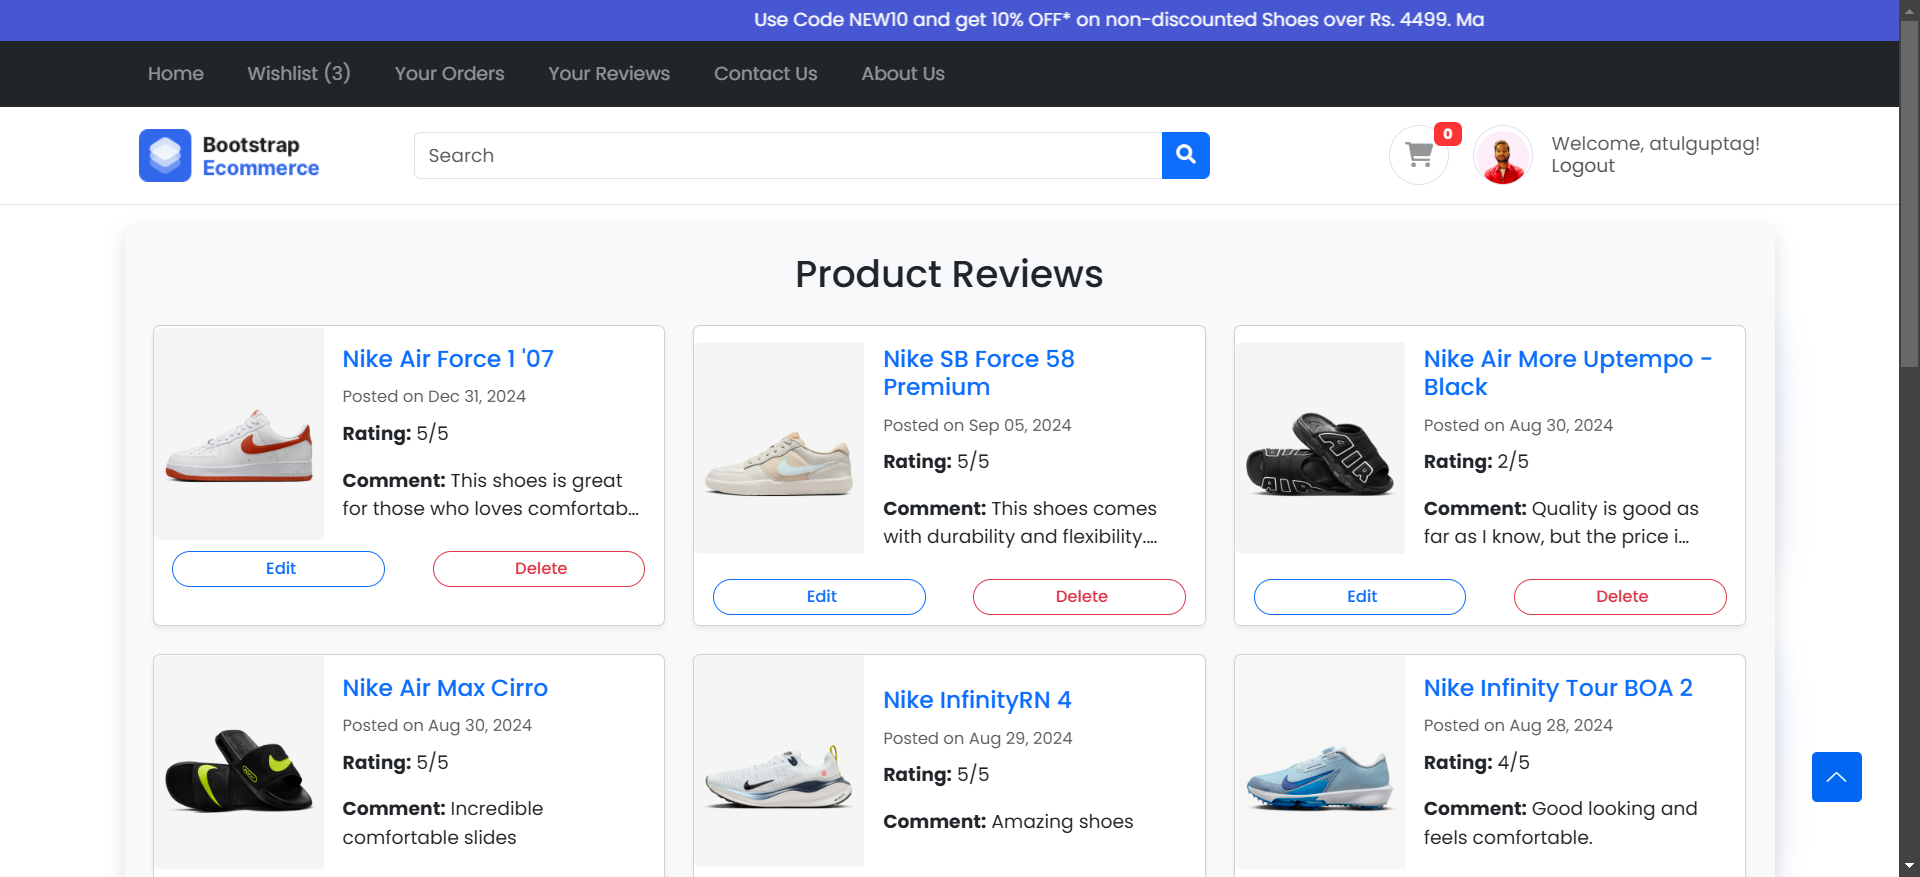 Use Code NEW10 and get 10% OFF* on non-discounted Shoes over Rs. 4499. Ma
Home Wishlist (3) Your Orders Your Reviews Contact Us About Us
Bootstrap
Ecommerce
Search
0
Welcome, atulguptag!
Logout
Product Reviews
Nike Air Force 1 '07
Posted on Dec 31, 2024
Rating: 5/5
Comment: This shoes is great
for those who loves comfortab...
Edit Delete
Nike SB Force 58
Premium
Posted on Sep 05, 2024
Rating: 5/5
Comment: This shoes comes
with durability and flexibility....
Edit Delete
Nike Air More Uptempo -
Black
Posted on Aug 30, 2024
Rating: 2/5
Comment: Quality is good as
far as I know, but the price i...
Edit Delete
Nike Air Max Cirro
Posted on Aug 30, 2024
Rating: 5/5
Comment: Incredible
comfortable slides
Nike InfinityRN 4
Posted on Aug 29, 2024
Rating: 5/5
Comment: Amazing shoes
Nike Infinity Tour BOA 2
Posted on Aug 28, 2024
Rating: 4/5
Comment: Good looking and
feels comfortable.